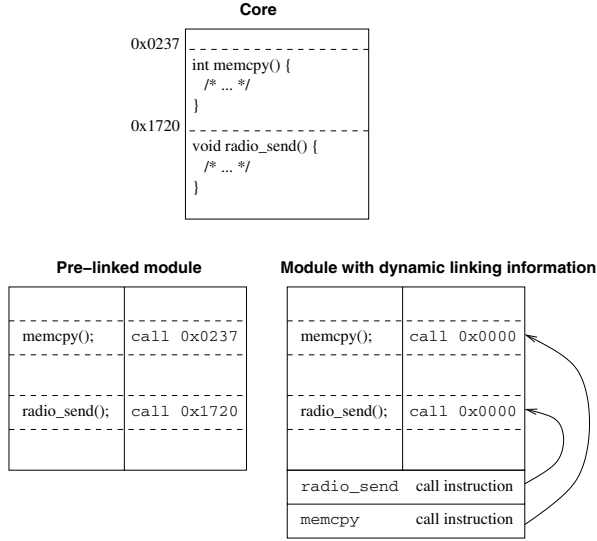 Core
0x0237
int memcpy() {
/* ... */
}
0x1720
void radio_send() {
/* ... */
}
Pre–linked module
memcpy(); call 0x0237
radio_send(); call 0x1720
Module with dynamic linking information
memcpy(); call 0x0000
radio_send(); call 0x0000
radio_send call instruction
memcpy call instruction